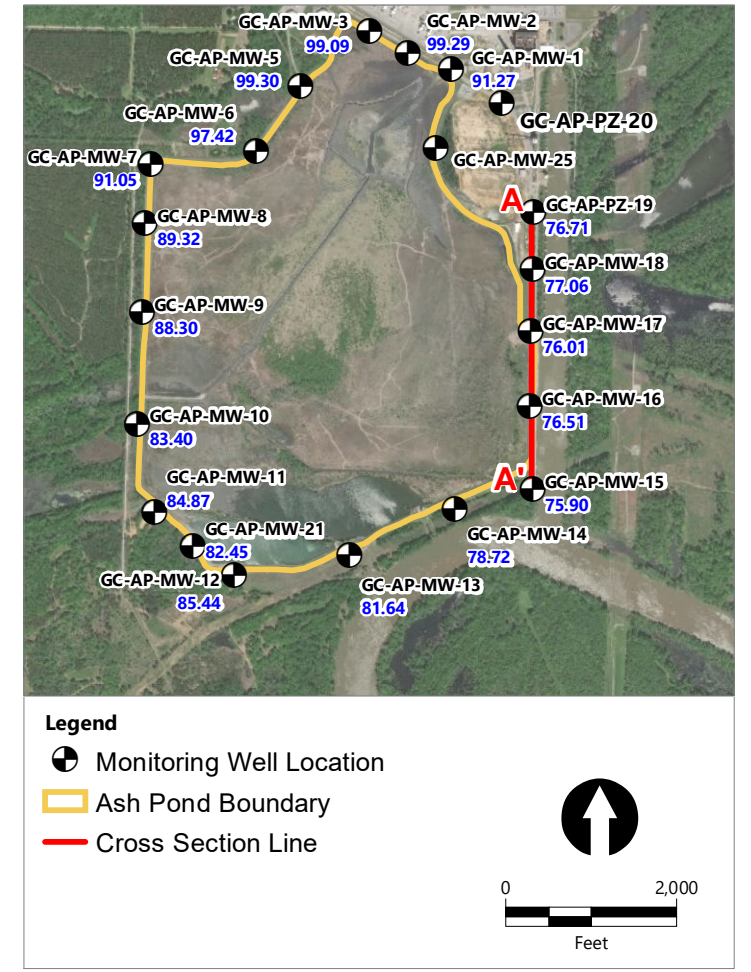 GC-AP-MW-3
99.09
GC-AP-MW-2
99.29
GC-AP-MW-1
91.27
GC-AP-MW-5
99.30
GC-AP-PZ-20
GC-AP-MW-6
97.42
GC-AP-MW-7
91.05
GC-AP-MW-25
A
GC-AP-PZ-19
76.71
GC-AP-MW-8
89.32
GC-AP-MW-18
77.06
GC-AP-MW-9
88.30
GC-AP-MW-17
76.01
GC-AP-MW-16
76.51
GC-AP-MW-10
83.40
GC-AP-MW-11
84.87
A'
GC-AP-MW-15
75.90
GC-AP-MW-21
82.45
GC-AP-MW-14
78.72
GC-AP-MW-12
85.44
GC-AP-MW-13
81.64
Legend
Monitoring Well Location
Ash Pond Boundary
Cross Section Line
0 2,000
Feet